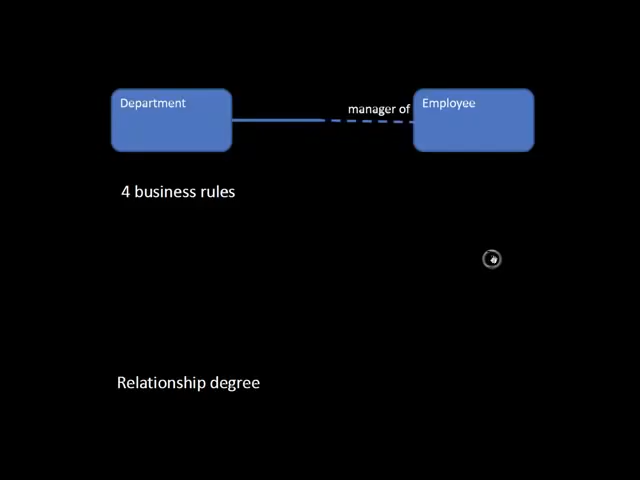 Department
manager of
Employee
4 business rules
Relationship degree